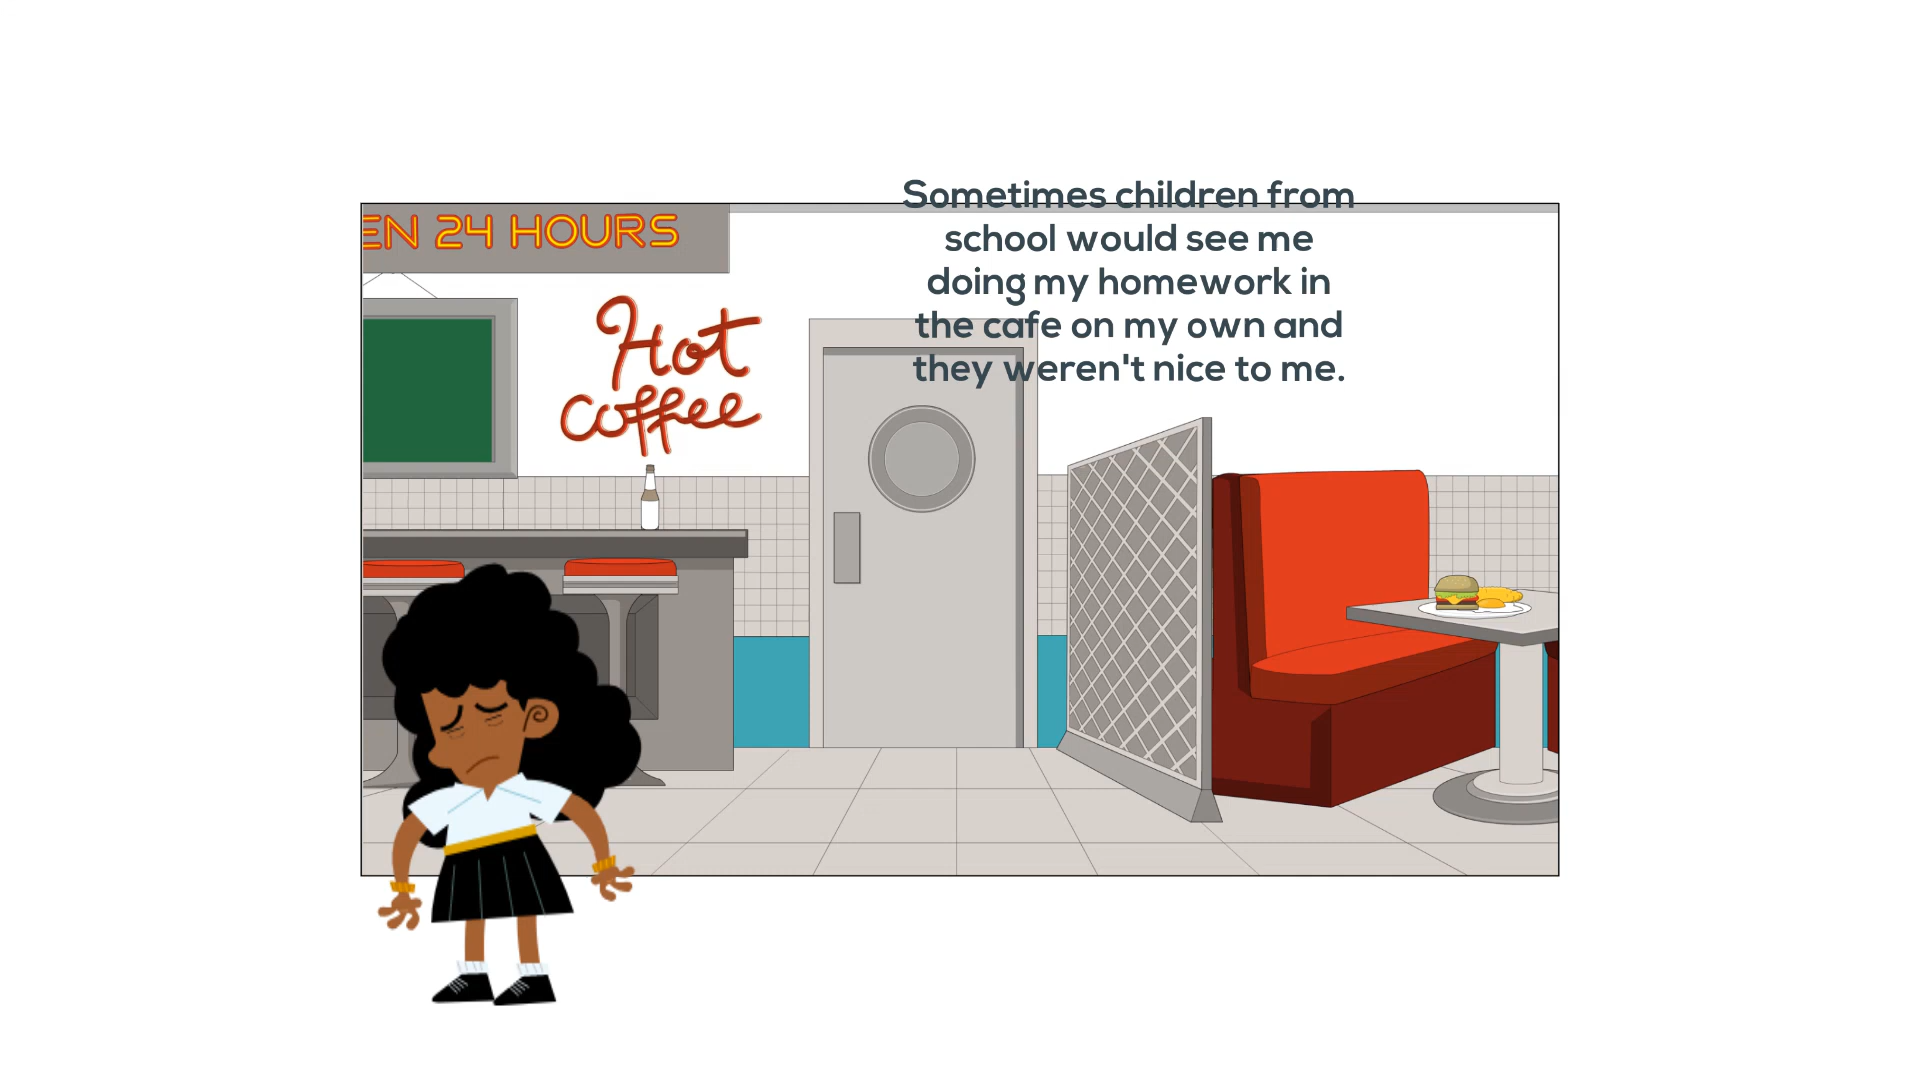 Sometimes children from
school would see me
doing my homework in
the cafe on my own and
they weren't nice to me.
EN 24 HOURS
Hot
coffee